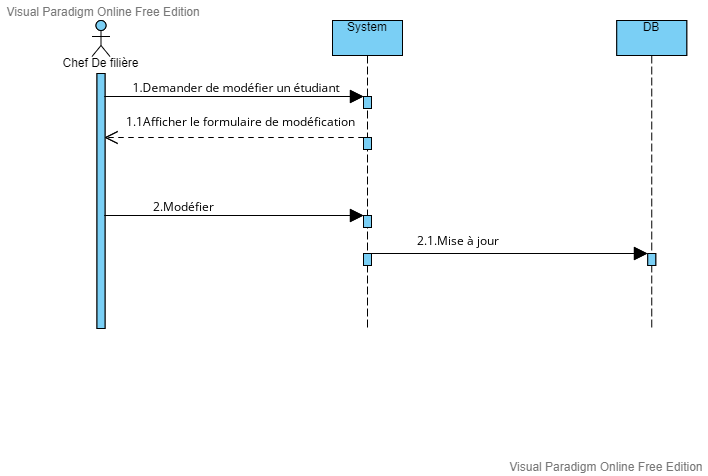 Visual Paradigm Online Free Edition
System
DB
Chef De filière
1.Demander de modéfier un étudiant
1.1Afficher le formulaire de modéfication
2.Modéfier
2.1.Mise à jour
Visual Paradigm Online Free Edition